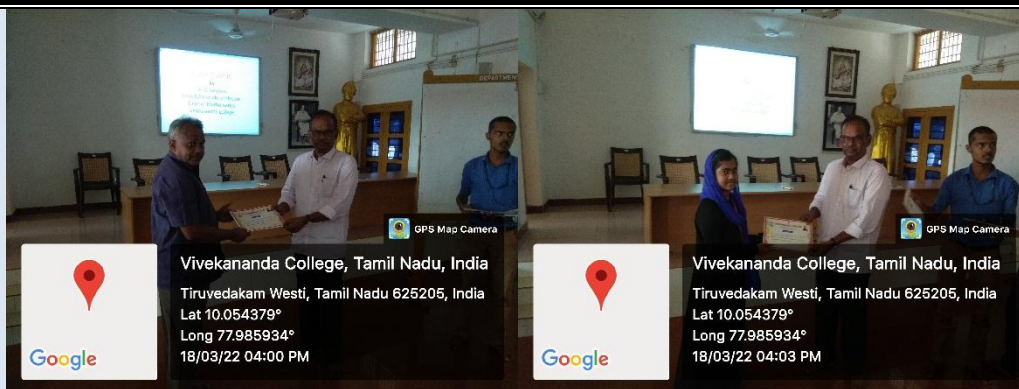 DEPARTMEN
GPS Map Camera
Vivekananda College, Tamil Nadu, India
Tiruvedakam Westi, Tamil Nadu 625205, India
Lat 10.054379°
Long 77.985934°
18/03/22 04:00 PM
Google
GPS Map Camera
Vivekananda College, Tamil Nadu, India
Tiruvedakam Westi, Tamil Nadu 625205, India
Lat 10.054379°
Long 77.985934°
18/03/22 04:03 PM
Google